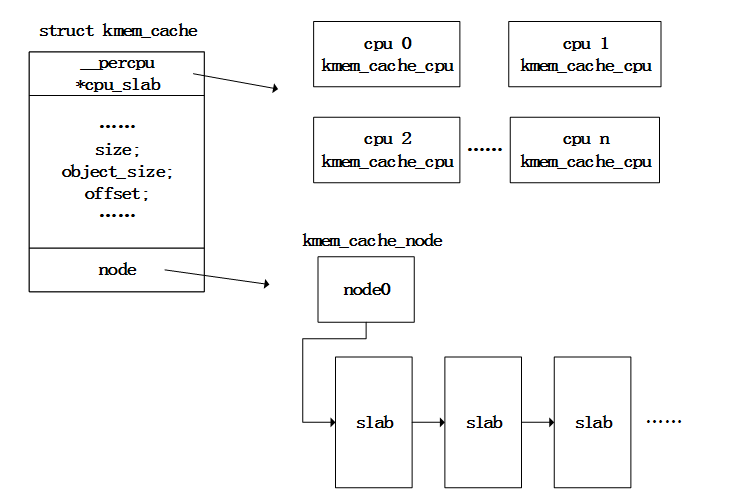 struct kmem_cache
__percpu
*cpu_slab
......
size;
object_size;
offset;
......
node
cpu 0
kmem_cache_cpu
cpu 1
kmem_cache_cpu
cpu 2
kmem_cache_cpu
......
cpu n
kmem_cache_cpu
kmem_cache_node
node0
slab
slab
slab
......